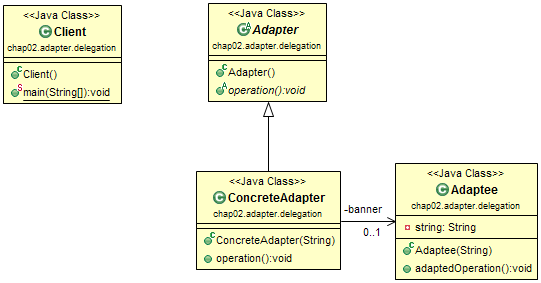 <<Java Class>>
Client
chap02.adapter.delegation
Client()
main(String[]):void
<<Java Class>>
Adapter
chap02.adapter.delegation
Adapter()
operation():void
<<Java Class>>
ConcreteAdapter
chap02.adapter.delegation
ConcreteAdapter(String)
operation():void
-banner
0..1
<<Java Class>>
Adaptee
chap02.adapter.delegation
string: String
Adaptee(String)
adaptedOperation():void